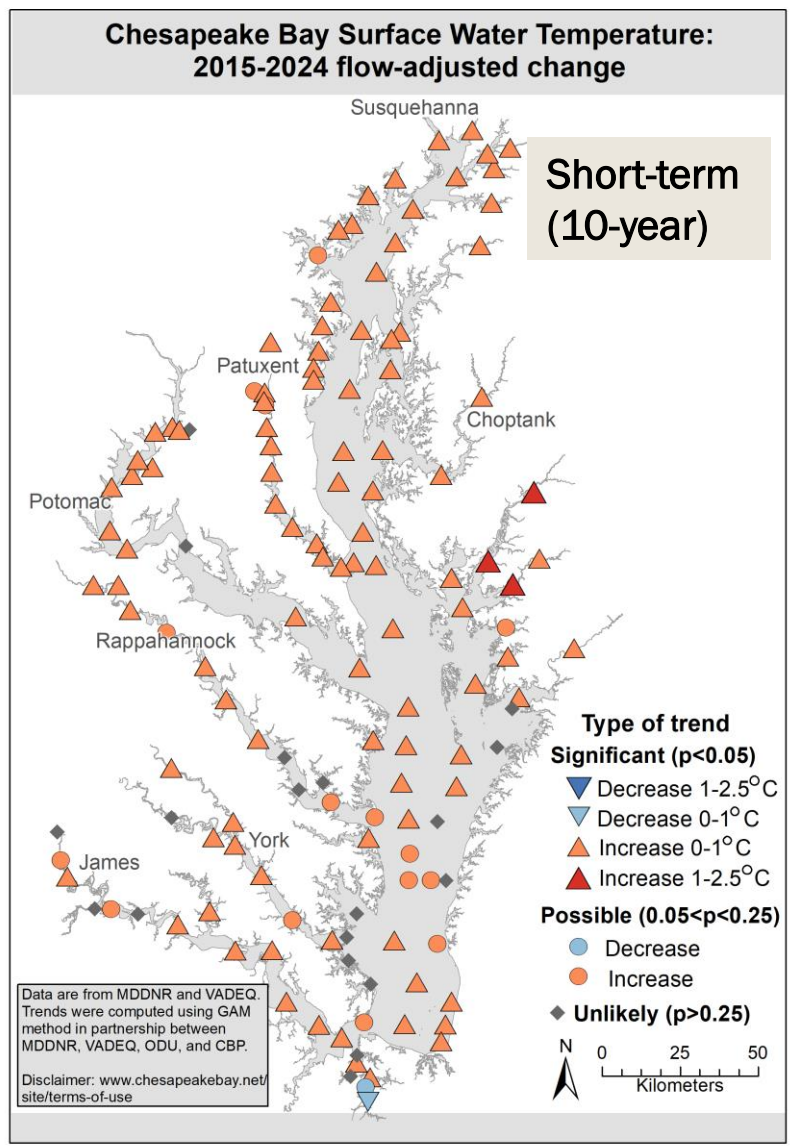 Chesapeake Bay Surface Water Temperature:
2015-2024 flow-adjusted change
Susquehanna
Short-term
(10-year)
Patuxent
Choptank
Potomac
Rappahannock
York
James
Type of trend
Significant (p<0.05)
Decrease 1-2.5°C
Decrease 0-1°C
Increase 0-1°C
Increase 1-2.5°C
Possible (0.05<p<0.25)
Decrease
Increase
Unlikely (p>0.25)
Data are from MDDNR and VADEQ.
Trends were computed using GAM
method in partnership between
MDDNR, VADEQ, ODU, and CBP.
Disclaimer: www.chesapeakebay.net/
site/terms-of-use
N
0 25 50
Kilometers